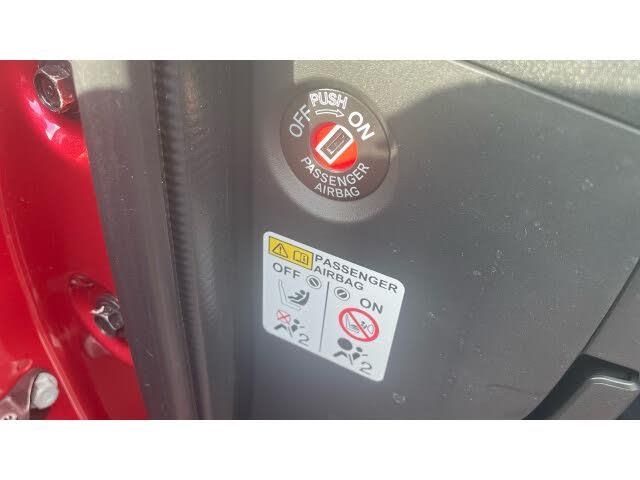 OFF PUSH ON
PASSENGER
AIRBAG
PASSENGER
AIRBAG
OFF
ON
2
2